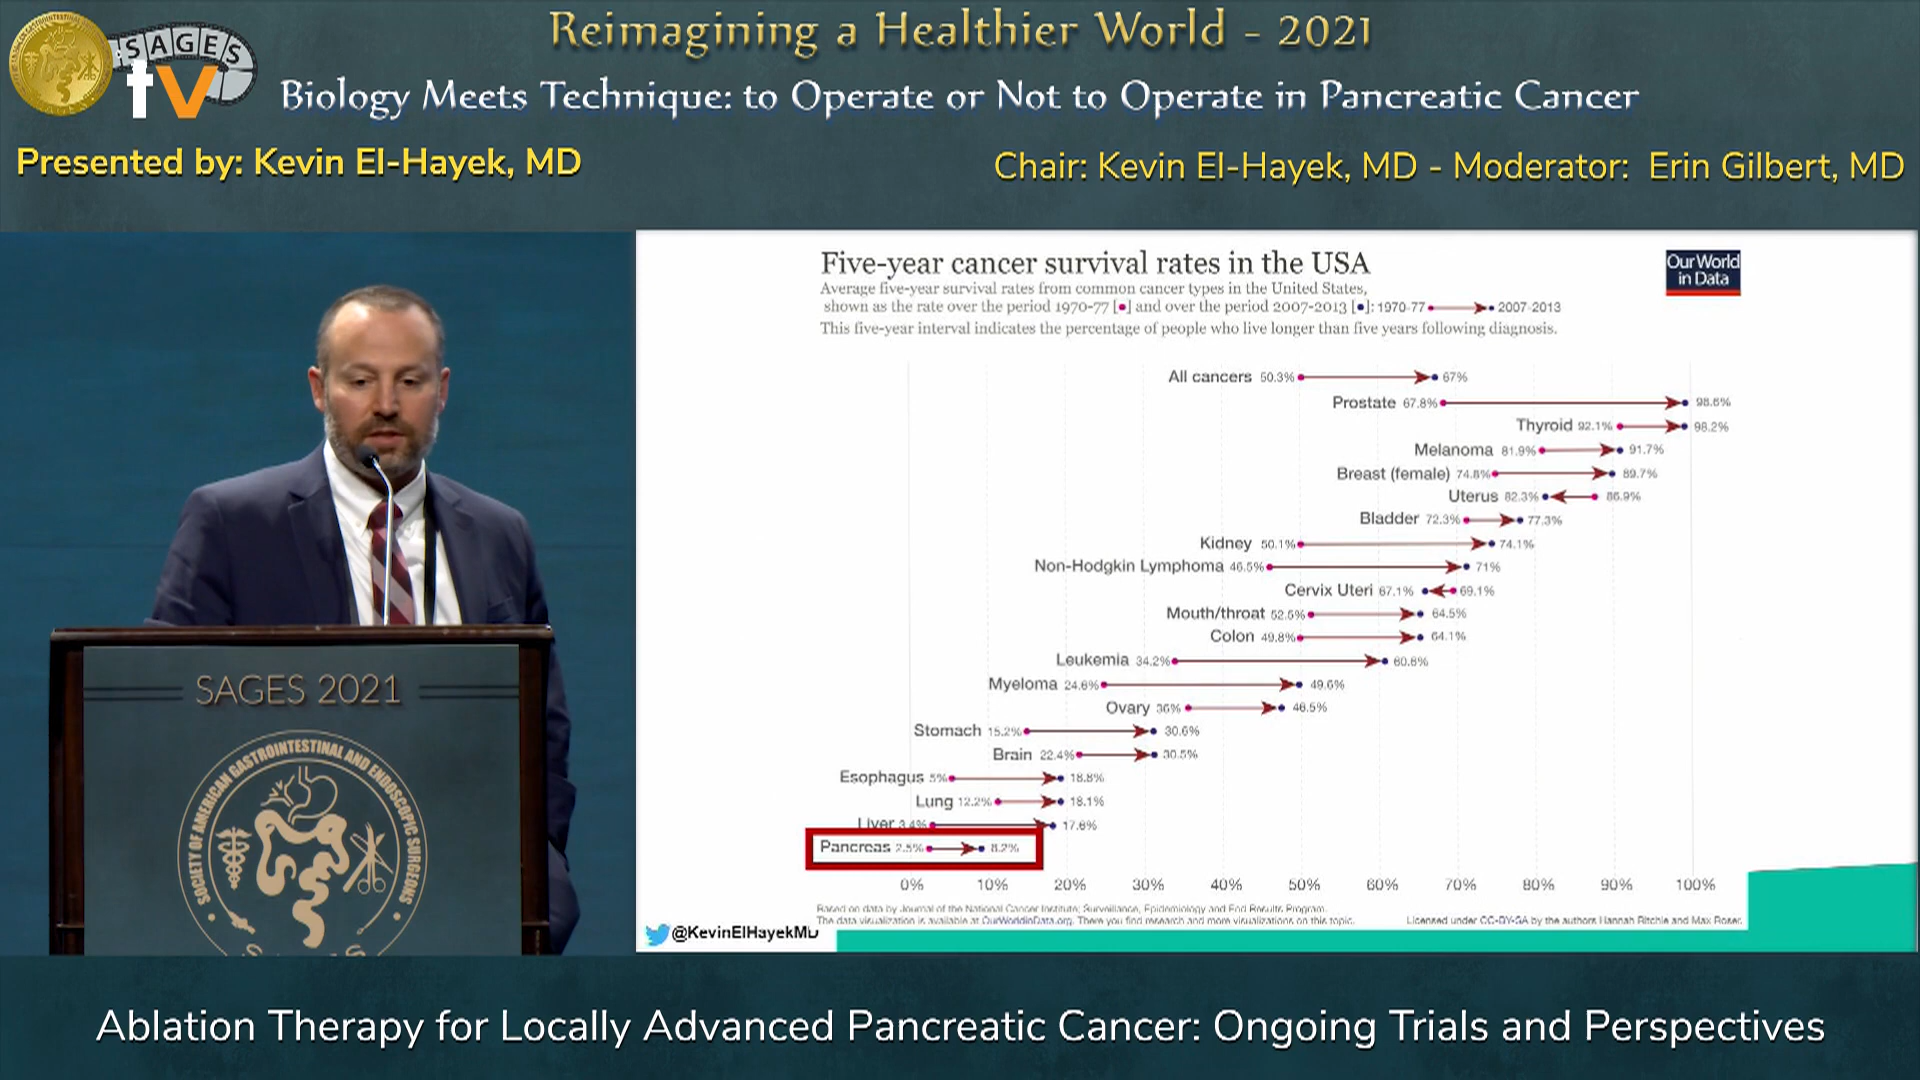 Reimagining a Healthier World - 2021
SAGES
tv
Biology Meets Technique: to Operate or Not to Operate in Pancreatic Cancer
Presented by: Kevin El-Hayek, MD
Chair: Kevin El-Hayek, MD - Moderator: Erin Gilbert, MD
SAGES 2021
SOCIETY OF AMERICAN GASTROINTESTINAL AND ENDOSCOPIC SURGEONS
Five-year cancer survival rates in the USA
Our World
in Data
Average five-year survival rates from common cancer types in the United States,
shown as the rate over the period 1970-77 [•] and over the period 2007-2013 [•]: 1970-77 2007-2013
This five-year interval indicates the percentage of people who live longer than five years following diagnosis.
All cancers 50.3% 67%
Prostate 67.8% 98.6%
Thyroid 92.1% 98.2%
Melanoma 81.9% 91.7%
Breast (female) 74.8% 89.7%
Uterus 82.3% 86.9%
Bladder 72.3% 77.3%
Kidney 50.1% 74.1%
Non-Hodgkin Lymphoma 46.5% 71%
Cervix Uteri 67.1% 69.1%
Mouth/throat 52.5% 64.5%
Colon 49.8% 64.1%
Leukemia 34.2% 60.6%
Myeloma 24.6% 49.6%
Ovary 36% 46.5%
Stomach 15.2% 30.6%
Brain 22.4% 30.5%
Esophagus 5% 18.8%
Lung 12.2% 18.1%
Liver 3.4% 17.6%
Pancreas 2.5% 8.2%
0% 10% 20% 30% 40% 50% 60% 70% 80% 90% 100%
Based on data by Journal of the National Cancer Institute; Surveillance, Epidemiology and End Results Program.
The data visualization is available at OurWorldinData.org. There you find research and more visualizations on this topic.
Licensed under CC-BY-SA by the authors Hannah Ritchie and Max Roser.
@KevinElHayekMD
Ablation Therapy for Locally Advanced Pancreatic Cancer: Ongoing Trials and Perspectives